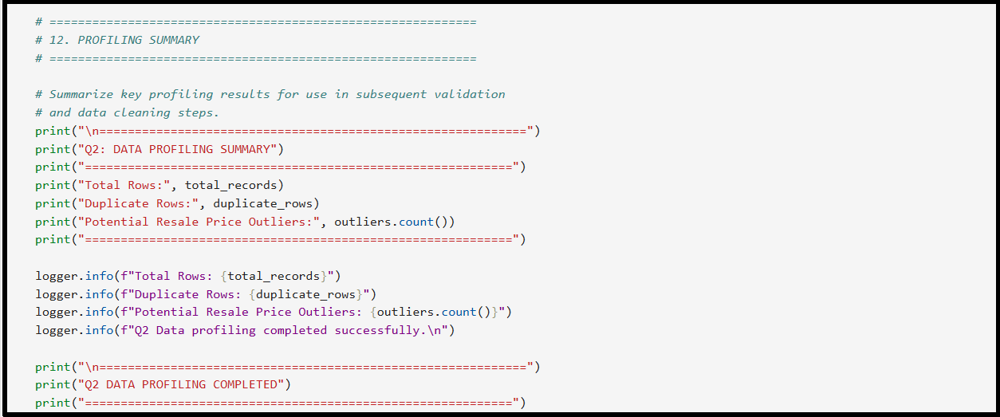 # ============================================================
# 12. PROFILING SUMMARY
# ============================================================
# Summarize key profiling results for use in subsequent validation
# and data cleaning steps.
print("\n============================================================")
print("Q2: DATA PROFILING SUMMARY")
print("============================================================")
print("Total Rows:", total_records)
print("Duplicate Rows:", duplicate_rows)
print("Potential Resale Price Outliers:", outliers.count())
print("============================================================")
logger.info(f"Total Rows: {total_records}")
logger.info(f"Duplicate Rows: {duplicate_rows}")
logger.info(f"Potential Resale Price Outliers: {outliers.count()}")
logger.info(f"Q2 Data profiling completed successfully.\n")
print("\n============================================================")
print("Q2 DATA PROFILING COMPLETED")
print("============================================================")